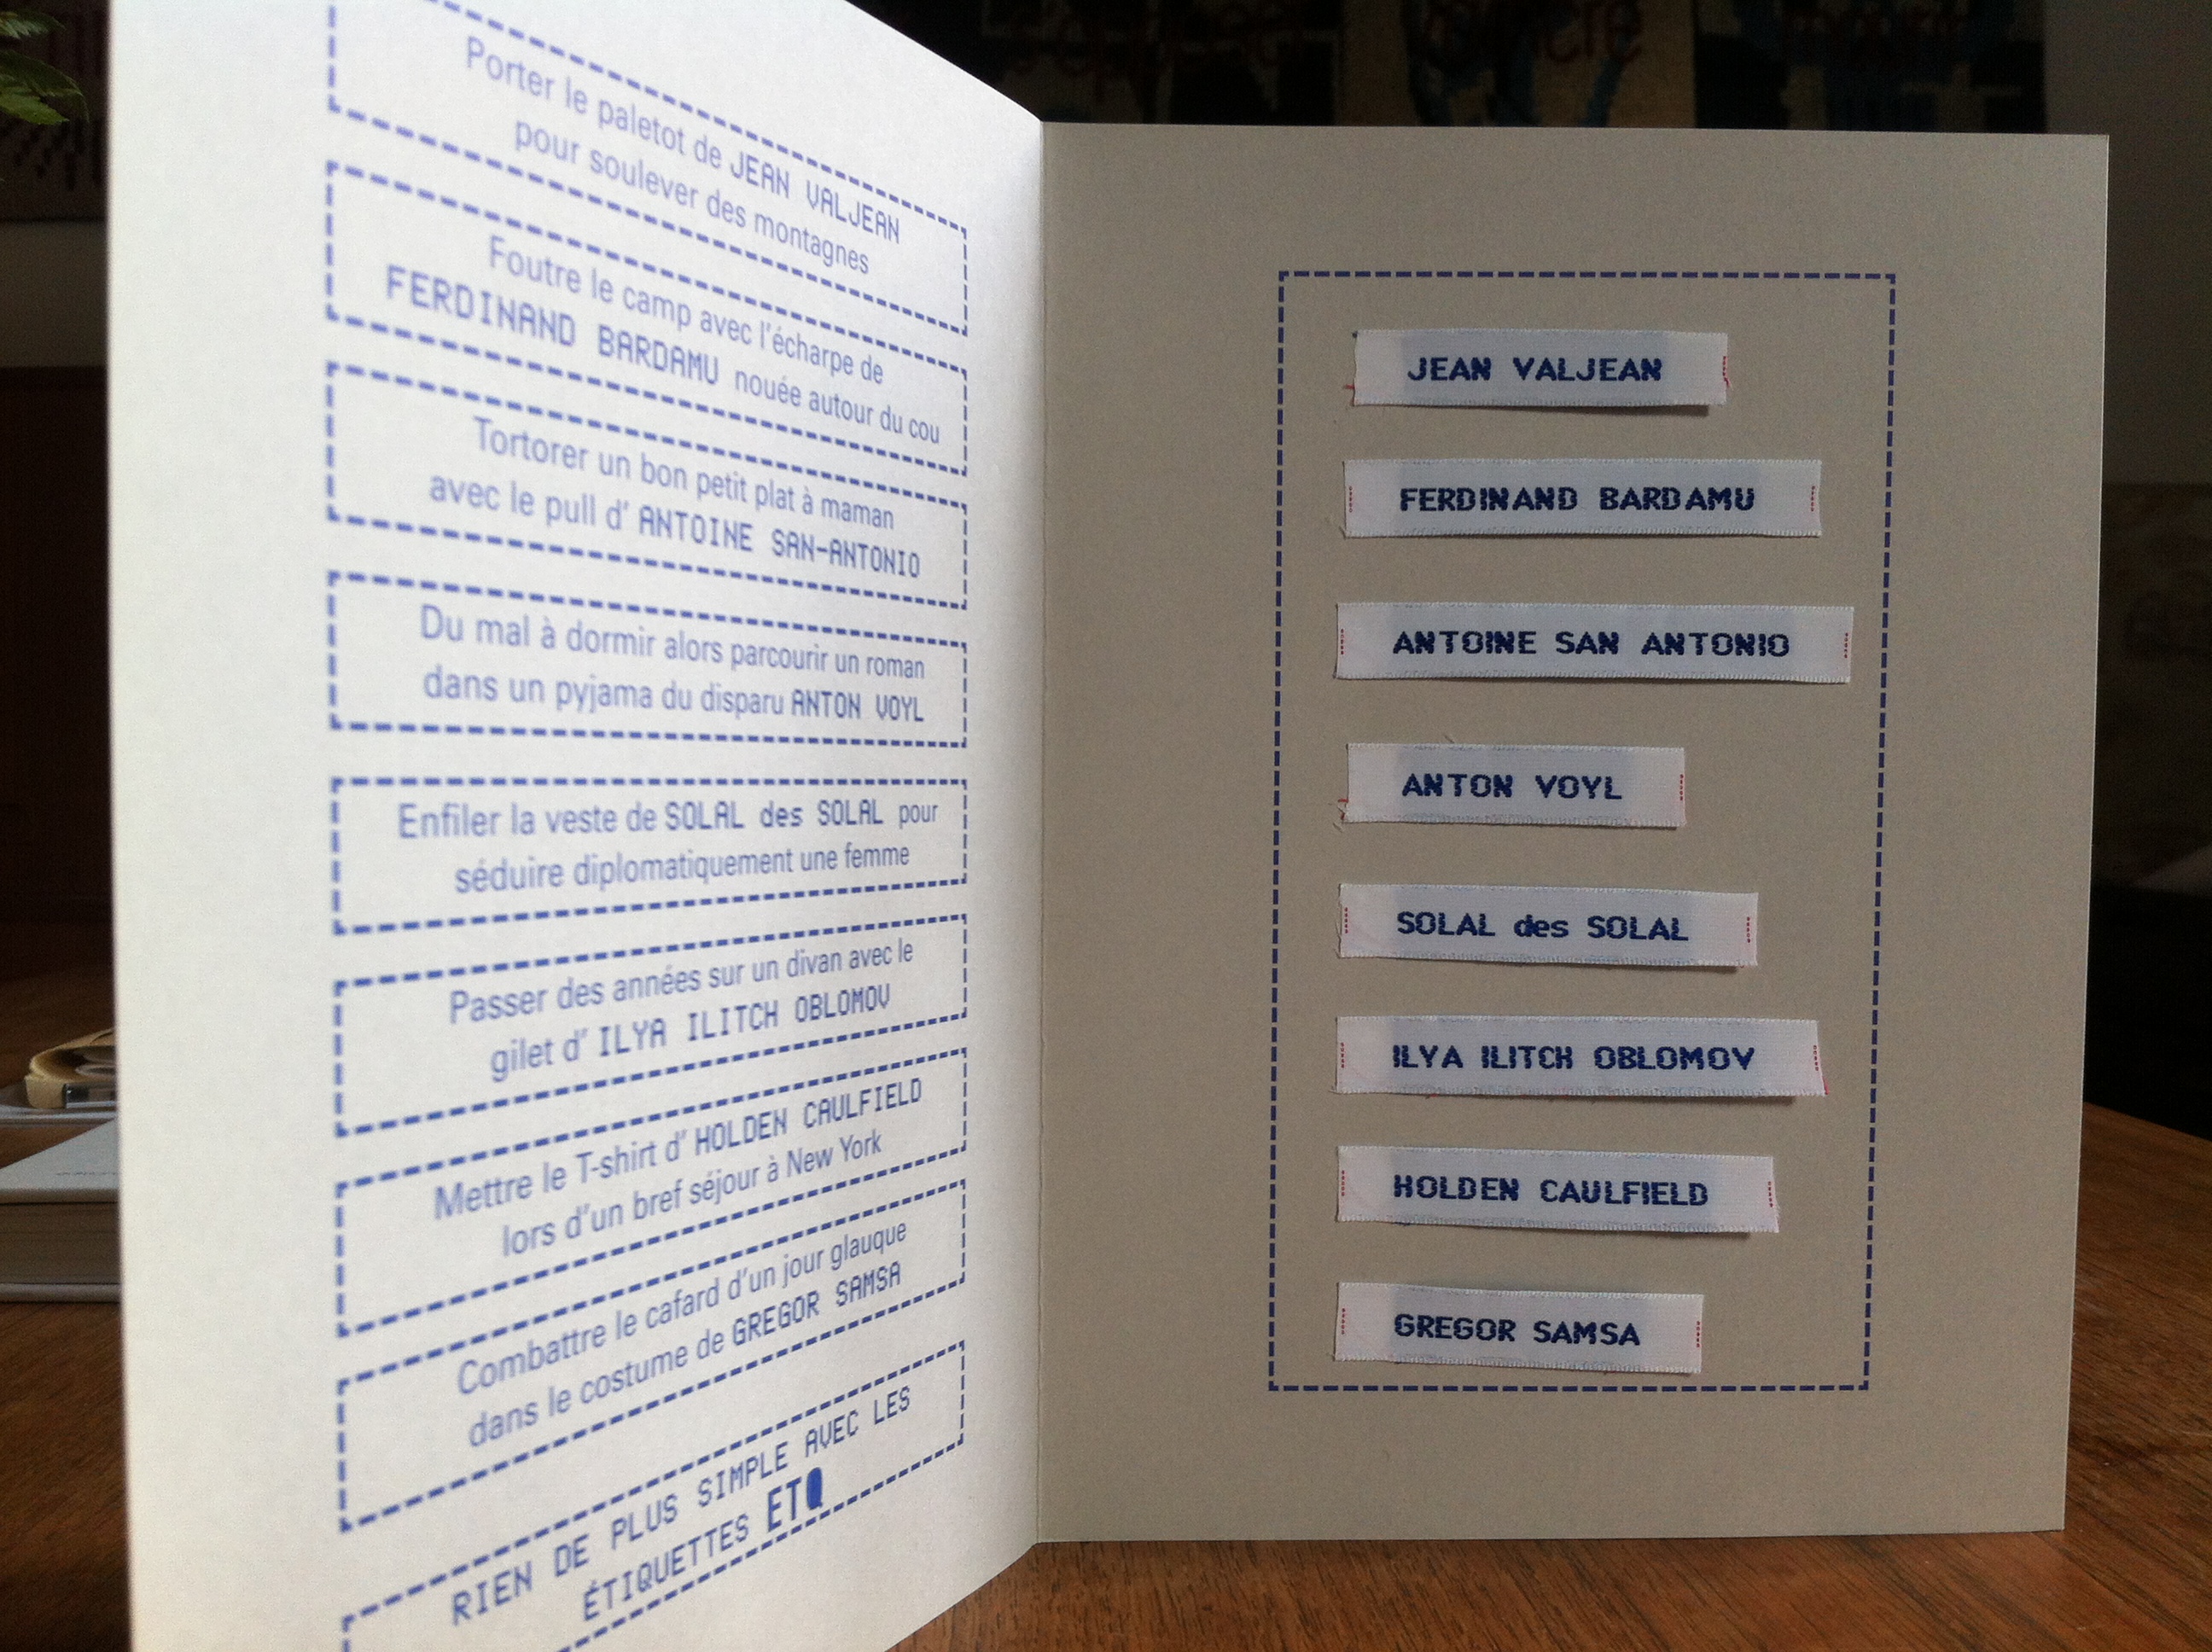 Porter le paletot de JEAN VALJEAN
pour soulever des montagnes
Foutre le camp avec l'écharpe de
FERDINAND BARDAMU nouée autour du cou
Tortorer un bon petit plat à maman
avec le pull d' ANTOINE SAN-ANTONIO
Du mal à dormir alors parcourir un roman
dans un pyjama du disparu ANTON VOYL
Enfiler la veste de SOLAL des SOLAL pour
séduire diplomatiquement une femme
Passer des années sur un divan avec le
gilet d' ILYA ILITCH OBLOMOV
Mettre le T-shirt d' HOLDEN CAULFIELD
lors d'un bref séjour à New York
Combattre le cafard d'un jour glauque
dans le costume de GREGOR SAMSA
RIEN DE PLUS SIMPLE AVEC LES
ÉTIQUETTES ETQ
JEAN VALJEAN
FERDINAND BARDAMU
ANTOINE SAN ANTONIO
ANTON VOYL
SOLAL des SOLAL
ILYA ILITCH OBLOMOV
HOLDEN CAULFIELD
GREGOR SAMSA